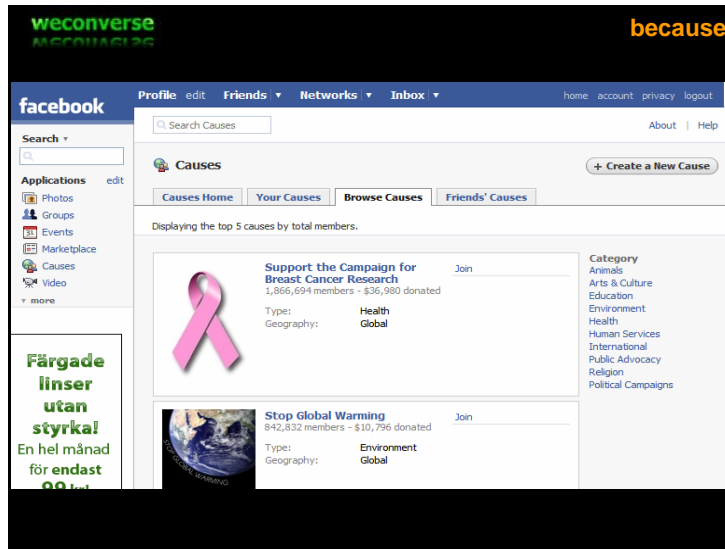 weconverse
because
facebook
Profile edit Friends ▾ Networks ▾ Inbox ▾ home account privacy logout
Search Causes
About | Help
Search ▾
Applications edit
Photos
Groups
Events
Marketplace
Causes
Video
▾ more
Causes
+ Create a New Cause
Causes Home Your Causes Browse Causes Friends' Causes
Displaying the top 5 causes by total members.
Support the Campaign for
Breast Cancer Research
1,866,694 members - $36,980 donated
Type: Health
Geography: Global
Join
Stop Global Warming
842,832 members - $10,796 donated
Type: Environment
Geography: Global
Join
STOP GLOBAL WARMING
Category
Animals
Arts & Culture
Education
Environment
Health
Human Services
International
Public Advocacy
Religion
Political Campaigns
Färgade
linser
utan
styrka!
En hel månad
för endast
99 kr!